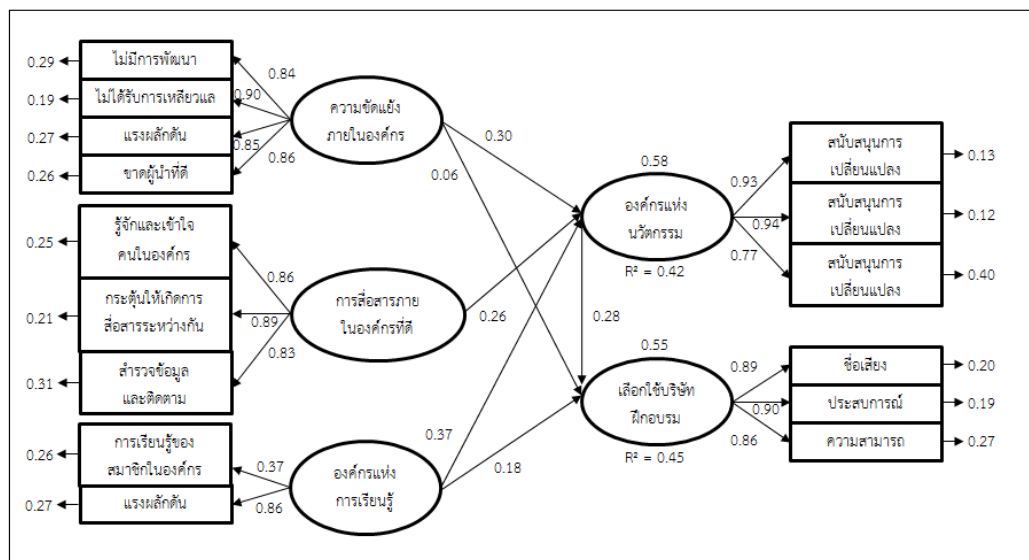 0.29
ไม่มีการพัฒนา
0.84
0.19
ไม่ได้รับการเหลียวแล
0.90
0.27
แรงผลักดัน
0.85
0.26
ขาดผู้นำที่ดี
0.86
ความขัดแย้ง
ภายในองค์กร
0.30
0.06
0.25
รู้จักและเข้าใจ
คนในองค์กร
0.86
0.21
กระตุ้นให้เกิดการ
สื่อสารระหว่างกัน
0.89
0.31
สำรวจข้อมูล
และติดตาม
0.83
การสื่อสารภาย
ในองค์กรที่ดี
0.26
0.26
การเรียนรู้ของ
สมาชิกในองค์กร
0.37
0.27
แรงผลักดัน
0.86
องค์กรแห่ง
การเรียนรู้
0.37
0.18
0.58
องค์กรแห่ง
นวัตกรรม
R² = 0.42
0.28
0.55
เลือกใช้บริษัท
ฝึกอบรม
R² = 0.45
0.93
สนับสนุนการ
เปลี่ยนแปลง
0.13
0.94
สนับสนุนการ
เปลี่ยนแปลง
0.12
0.77
สนับสนุนการ
เปลี่ยนแปลง
0.40
0.89
ชื่อเสียง
0.20
0.90
ประสบการณ์
0.19
0.86
ความสามารถ
0.27